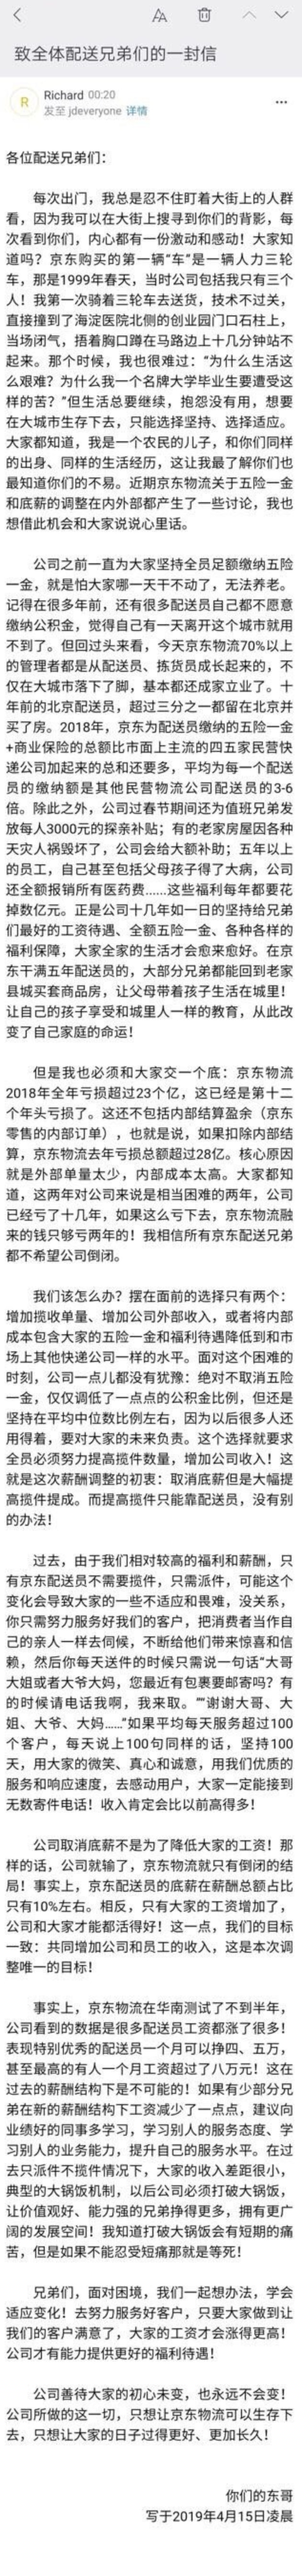 致全体配送兄弟们的一封信
R
Richard 00:20
发至 jdeveryone 详情
各位配送兄弟们：
每次出门，我总是忍不住盯着大街上的人群
看，因为我可以在大街上搜寻到你们的背影，每
次看到你们，内心都有一份激动和感动！大家知
道吗？京东购买的第一辆“车”是一辆人力三轮
车，那是1999年春天，当时公司包括我只有三个
人！我第一次骑着三轮车去送货，技术不过关，
直接撞到了海淀医院北侧的创业园门口石柱上，
当场闭气，捂着胸口蹲在马路边上十几分钟站不
起来。那个时候，我也很难过：“为什么生活这
么艰难？为什么我一个名牌大学毕业生要遭受这
样的苦？”但生活总要继续，抱怨没有用，想要
在大城市生存下去，只能选择坚持、选择适应。
大家都知道，我是一个农民的儿子，和你们同样
的出身、同样的生活经历，这让我最了解你们也
最知道你们的不易。近期京东物流关于五险一金
和底薪的调整在内外部都产生了一些讨论，我也
想借此机会和大家说说心里话。
公司之前一直为大家坚持全员足额缴纳五险
一金，就是怕大家哪一天干不动了，无法养老。
记得在很多年前，还有很多配送员自己都不愿意
缴纳公积金，觉得自己有一天离开这个城市就用
不到了。但回过头来看，今天京东物流70%以上
的管理者都是从配送员、拣货员成长起来的，不
仅在大城市落下了脚，基本都还成家立业了。十
年前的北京配送员，超过三分之一都留在北京并
买了房。2018年，京东为配送员缴纳的五险一金
+商业保险的总额比市面上主流的四五家民营快
递公司加起来的总和还要多，平均为每一个配送
员的缴纳额是其他民营物流公司配送员的3-6
倍。除此之外，公司过春节期间还为值班兄弟发
放每人3000元的探亲补贴；有的老家房屋因各种
天灾人祸毁坏了，公司会给大额补助；五年以上
的员工，自己甚至包括父母孩子得了大病，公司
还全额报销所有医药费......这些福利每年都要花
掉数亿元。正是公司十几年如一日的坚持给兄弟
们最好的工资待遇、全额五险一金、各种各样的
福利保障，大家全家的生活才会愈来愈好。在京
东干满五年配送员的，大部分兄弟都能回到老家
县城买套商品房，让父母带着孩子生活在城里！
让自己的孩子享受和城里人一样的教育，从此改
变了自己家庭的命运！
但是我也必须和大家交一个底：京东物流
2018年全年亏损超过23个亿，这已经是第十二
个年头亏损了。这还不包括内部结算盈余（京东
零售的内部订单），也就是说，如果扣除内部结
算，京东物流去年亏损总额超过28亿。核心原因
就是外部单量太少，内部成本太高。大家都知
道，这两年对公司来说是相当困难的两年，公司
已经亏了十几年，如果这么亏下去，京东物流融
来的钱只够亏两年的！我相信所有京东配送兄弟
都不希望公司倒闭。
我们该怎么办？摆在面前的选择只有两个：
增加揽收单量、增加公司外部收入，或者将内部
成本包含大家的五险一金和福利待遇降低到和市
场上其他快递公司一样的水平。面对这个困难的
时刻，公司一点儿都没有犹豫：绝对不取消五险
一金，仅仅调低了一点点的公积金比例，但还是
坚持在平均中位数比例左右，因为以后很多人还
用得着，要对大家的未来负责。这个选择就要求
全员必须努力提高揽件数量，增加公司收入！这
就是这次薪酬调整的初衷：取消底薪但是大幅提
高揽件提成。而提高揽件只能靠配送员，没有别
的办法！
过去，由于我们相对较高的福利和薪酬，只
有京东配送员不需要揽件，只需派件，可能这个
变化会导致大家的一些不适应和畏难，没关系，
你只需努力服务好我们的客户，把消费者当作自
己的亲人一样去伺候，不断给他们带来惊喜和信
赖，然后你每天送件的时候只需说一句话“大哥
大姐或者大爷大妈，您最近有包裹要邮寄吗？有
的时候请电话我啊，我来取。”“谢谢大哥、大
姐、大爷、大妈……”如果平均每天服务超过100
个客户，每天说上100句同样的话，坚持100
天，用大家的微笑、真心和诚意，用我们优质的
服务和响应速度，去感动用户，大家一定能接到
无数寄件电话！收入肯定会比以前高得多！
公司取消底薪不是为了降低大家的工资！那
样的话，公司就输了，京东物流就只有倒闭的结
局！事实上，京东配送员的底薪在薪酬总额占比
只有10%左右。相反，只有大家的工资增加了，
公司和大家才能都活得好！这一点，我们的目标
一致：共同增加公司和员工的收入，这是本次调
整唯一的目标！
事实上，京东物流在华南测试了不到半年，
公司看到的数据是很多配送员工资都涨了很多！
表现特别优秀的配送员一个月可以挣四、五万，
甚至最高的有人一个月工资超过了八万元！这在
过去的薪酬结构下是不可能的！如果有少部分兄
弟在新的薪酬结构下工资减少了一点点，建议向
业绩好的同事多学习，学习别人的服务态度、学
习别人的业务能力，提升自己的服务水平。在过
去只派件不揽件情况下，大家的收入差距很小，
典型的大锅饭机制，以后公司必须打破大锅饭，
让价值观好、能力强的兄弟挣得更多，拥有更广
阔的发展空间！我知道打破大锅饭会有短期的痛
苦，但是如果不能忍受短痛那就是等死！
兄弟们，面对困境，我们一起想办法，学会
适应变化！去努力服务好客户，只要大家做到让
我们的客户满意了，大家的工资才会涨得更高！
公司才有能力提供更好的福利待遇！
公司善待大家的初心未变，也永远不会变！
公司所做的这一切，只想让京东物流可以生存下
去，只想让大家的日子过得更好、更加长久！
你们的东哥
写于2019年4月15日凌晨